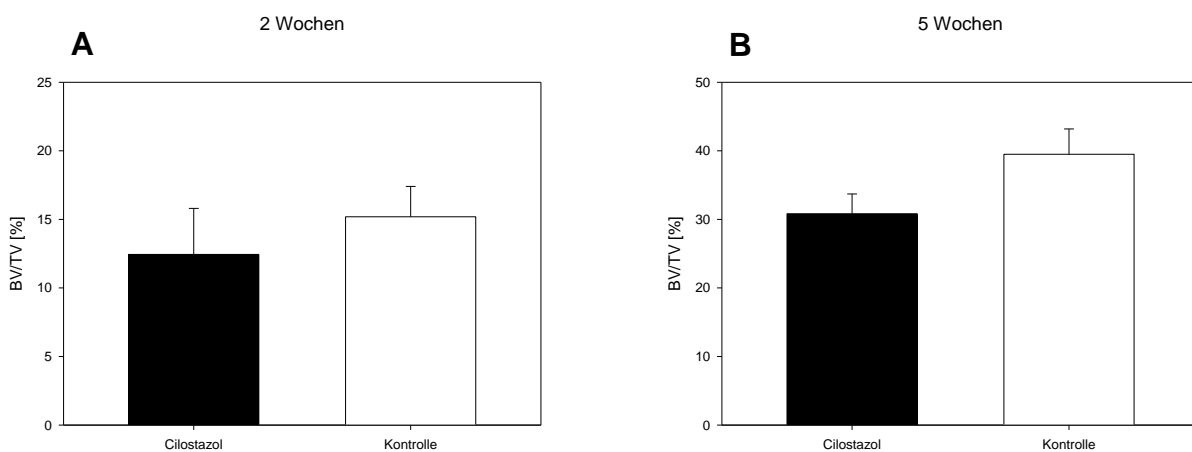 2 Wochen
A
25
20
15
10
5
0
BV/TV [%]
Cilostazol
Kontrolle
5 Wochen
B
50
40
30
20
10
0
BV/TV [%]
Cilostazol
Kontrolle